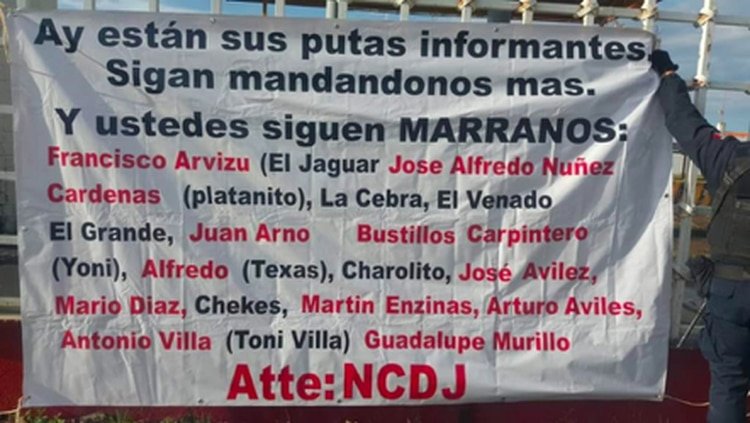 Ay están sus putas informantes,
Sigan mandandonos mas.
Y ustedes siguen MARRANOS:
Francisco Arvizu (El Jaguar Jose Alfredo Nuñez
Cardenas (platanito), La Cebra, El Venado
El Grande, Juan Arno Bustillos Carpintero
(Yoni), Alfredo (Texas), Charolito, José Avilez,
Mario Diaz, Chekes, Martin Enzinas, Arturo Aviles,
Antonio Villa (Toni Villa) Guadalupe Murillo
Atte: NCDJ